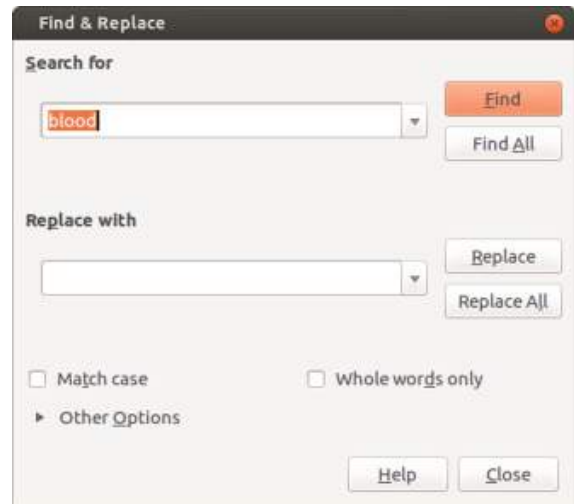 Find & Replace
Search for
blood
Find
Find All
Replace with
Replace
Replace All
Match case
Whole words only
Other Options
Help
Close